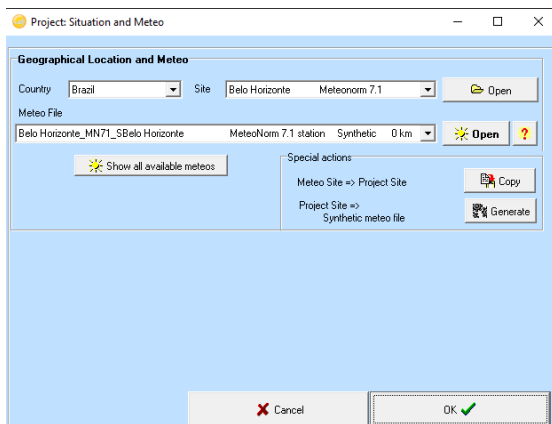 Project: Situation and Meteo
Geographical Location and Meteo
Country Brazil Site Belo Horizonte Meteonorm 7.1 Open
Meteo File
Belo Horizonte_MN71_SBelo Horizonte MeteoNorm 7.1 station Synthetic 0 km Open ?
Show all available meteos
Special actions
Meteo Site => Project Site Copy
Project Site =>
Synthetic meteo file Generate
Cancel OK